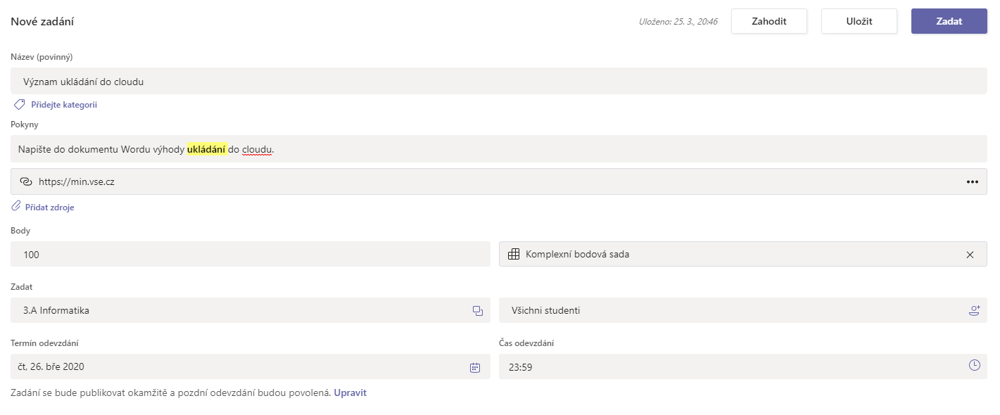 Nové zadání
Uloženo: 25. 3., 20:46 Zahodit Uložit Zadat
Název (povinný)
Význam ukládání do cloudu
Přidejte kategorii
Pokyny
Napište do dokumentu Wordu výhody ukládání do cloudu.
https://min.vse.cz
Přidat zdroje
Body
100 Komplexní bodová sada
Zadat
3.A Informatika Všichni studenti
Termín odevzdání Čas odevzdání
čt, 26. bře 2020 23:59
Zadání se bude publikovat okamžitě a pozdní odevzdání budou povolená. Upravit